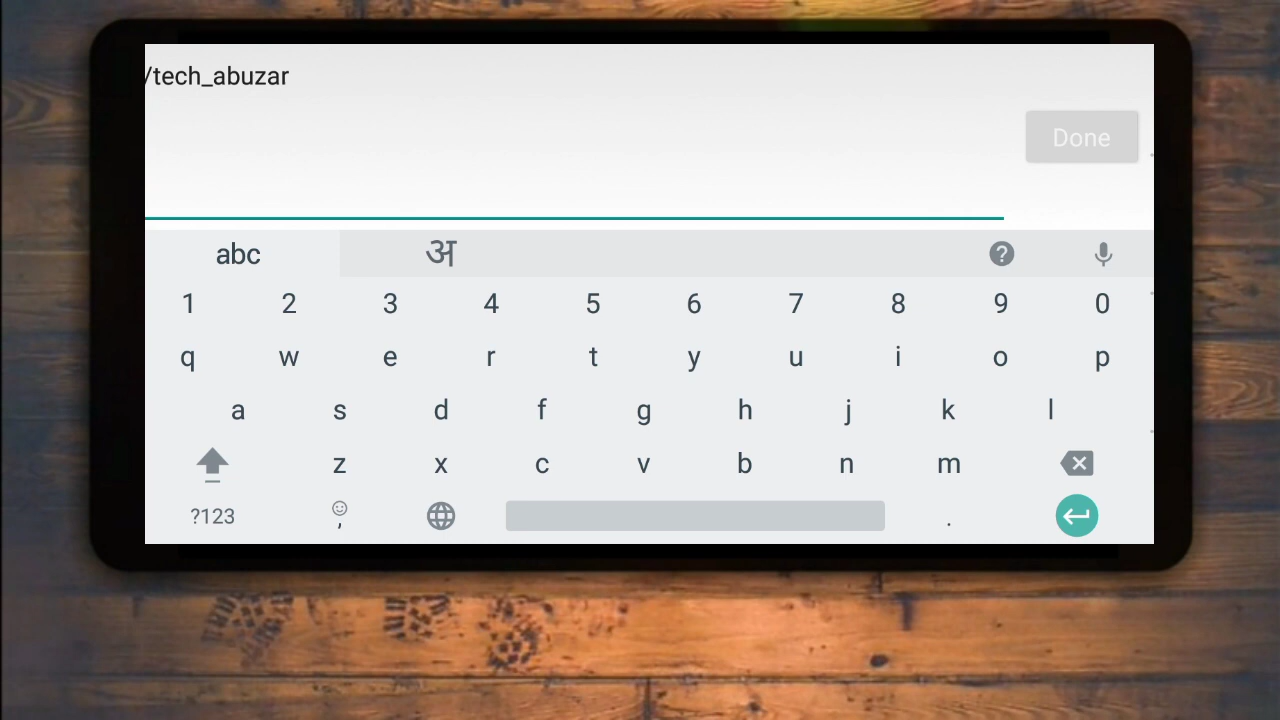 /tech_abuzar
Done
abc अ
1 2 3 4 5 6 7 8 9 0
q w e r t y u i o p
a s d f g h j k l
z x c v b n m
?123 , .